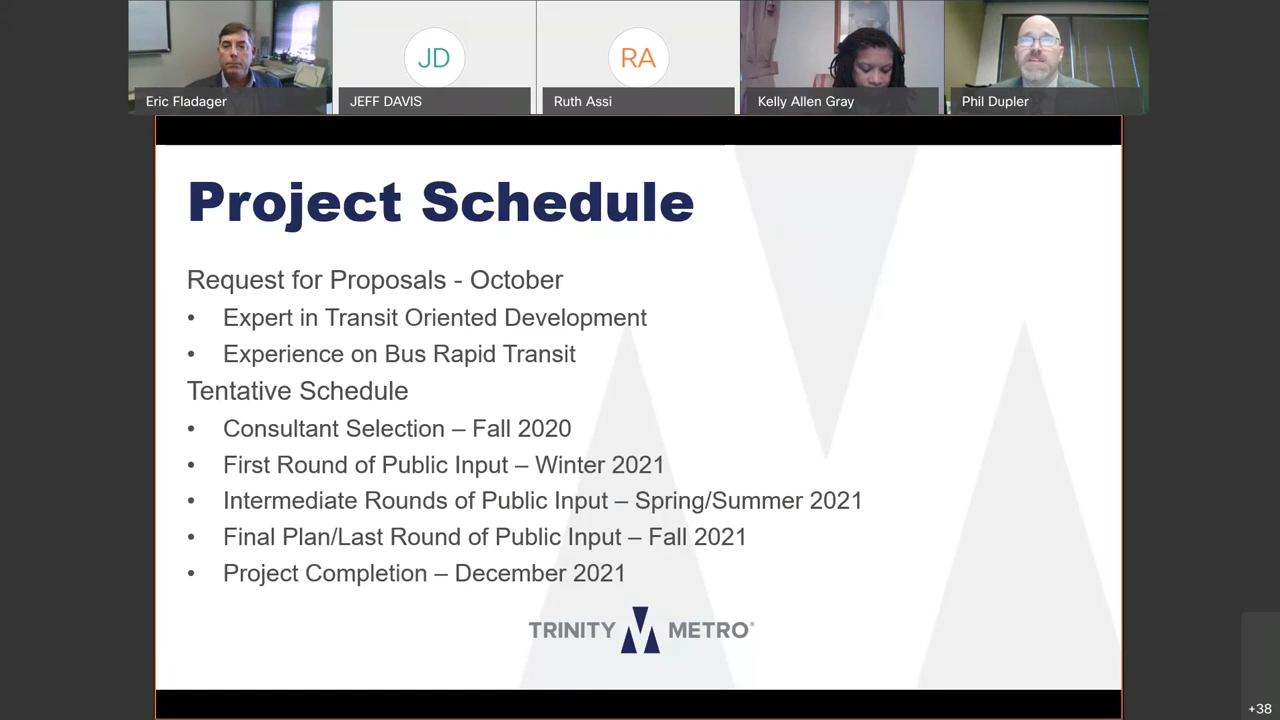 JD
RA
Eric Fladager
JEFF DAVIS
Ruth Assi
Kelly Allen Gray
Phil Dupler
Project Schedule
Request for Proposals - October
• Expert in Transit Oriented Development
• Experience on Bus Rapid Transit
Tentative Schedule
• Consultant Selection – Fall 2020
• First Round of Public Input – Winter 2021
• Intermediate Rounds of Public Input – Spring/Summer 2021
• Final Plan/Last Round of Public Input – Fall 2021
• Project Completion – December 2021
TRINITY METRO®
+38